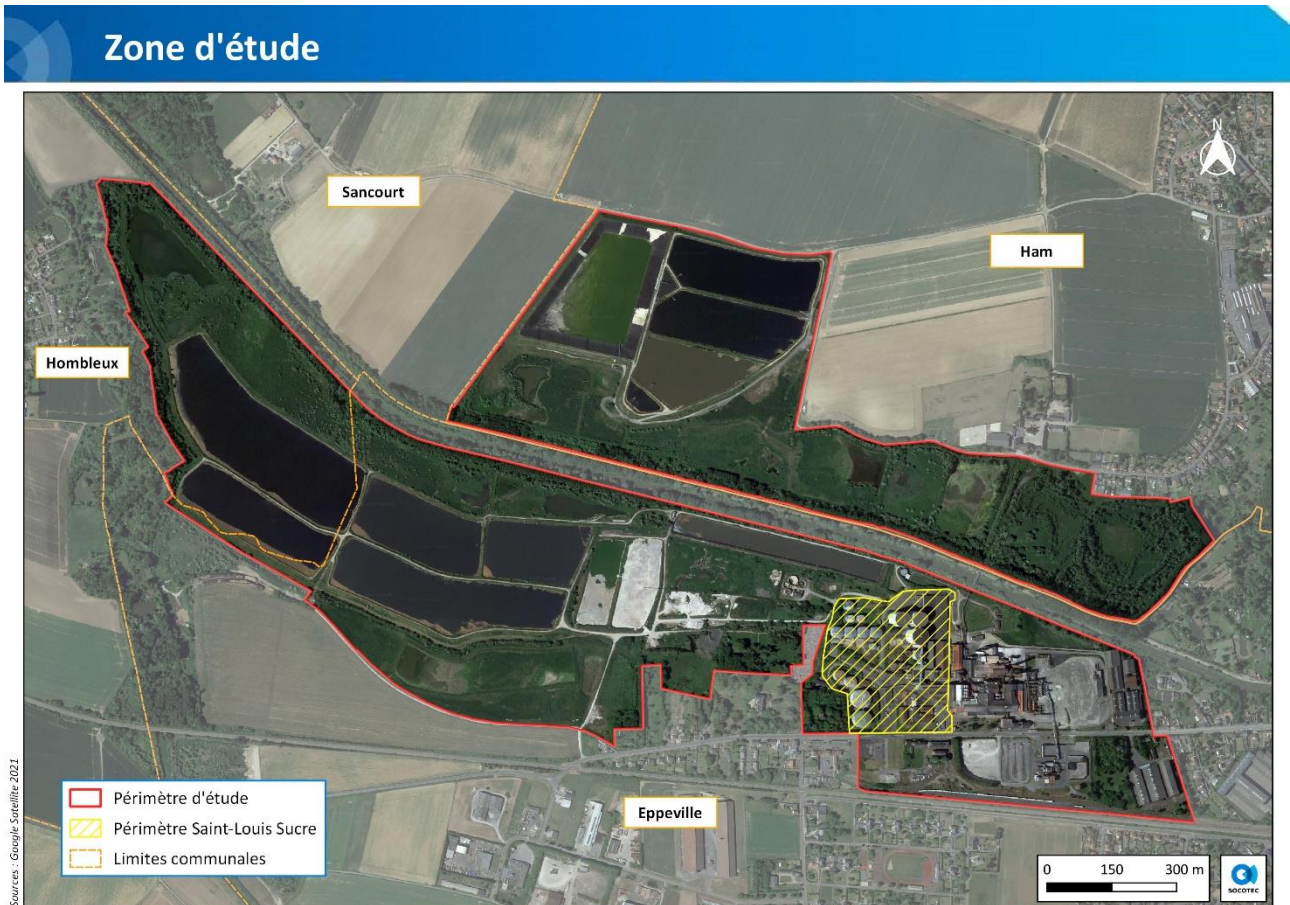 Zone d'étude
N
Sancourt
Ham
Hombleux
Eppeville
Périmètre d'étude
Périmètre Saint-Louis Sucre
Limites communales
0 150 300 m
SOCOTEC
Sources : Google Satellite 2021